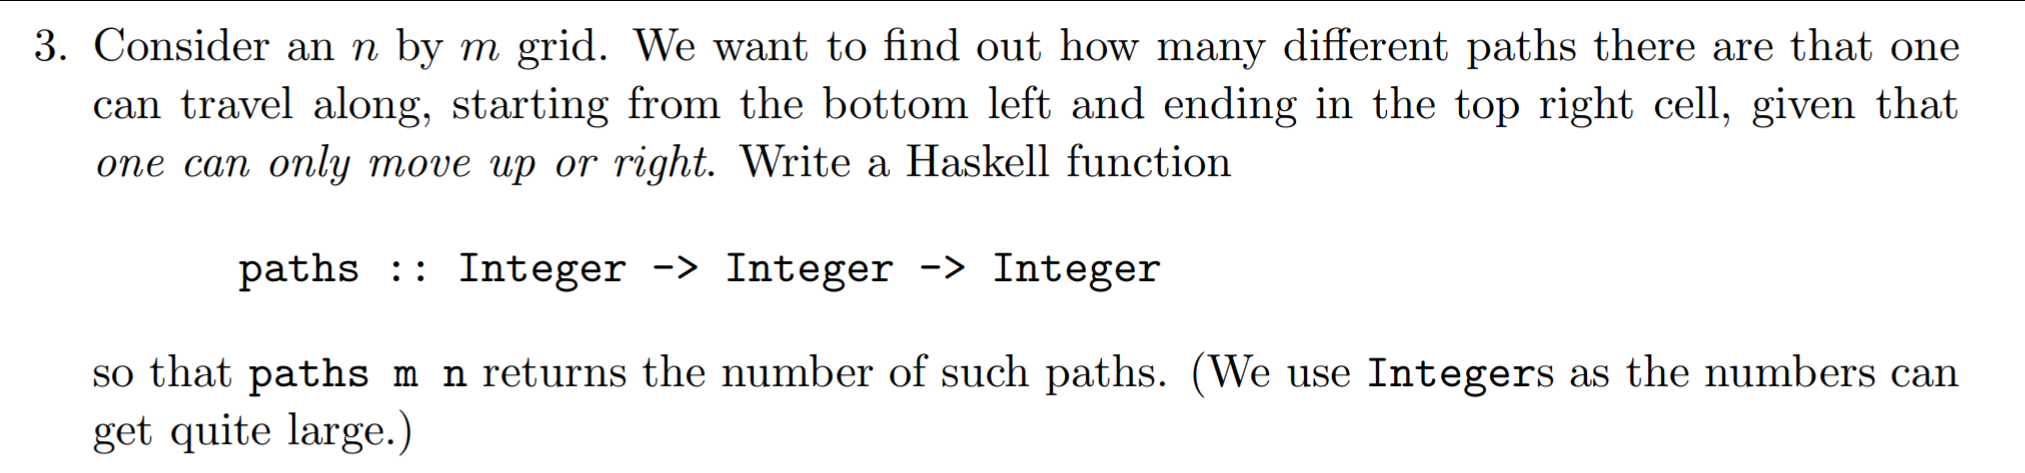 3. Consider an n by m grid. We want to find out how many different paths there are that one
can travel along, starting from the bottom left and ending in the top right cell, given that
one can only move up or right. Write a Haskell function
paths :: Integer -> Integer -> Integer
so that paths m n returns the number of such paths. (We use Integers as the numbers can
get quite large.)